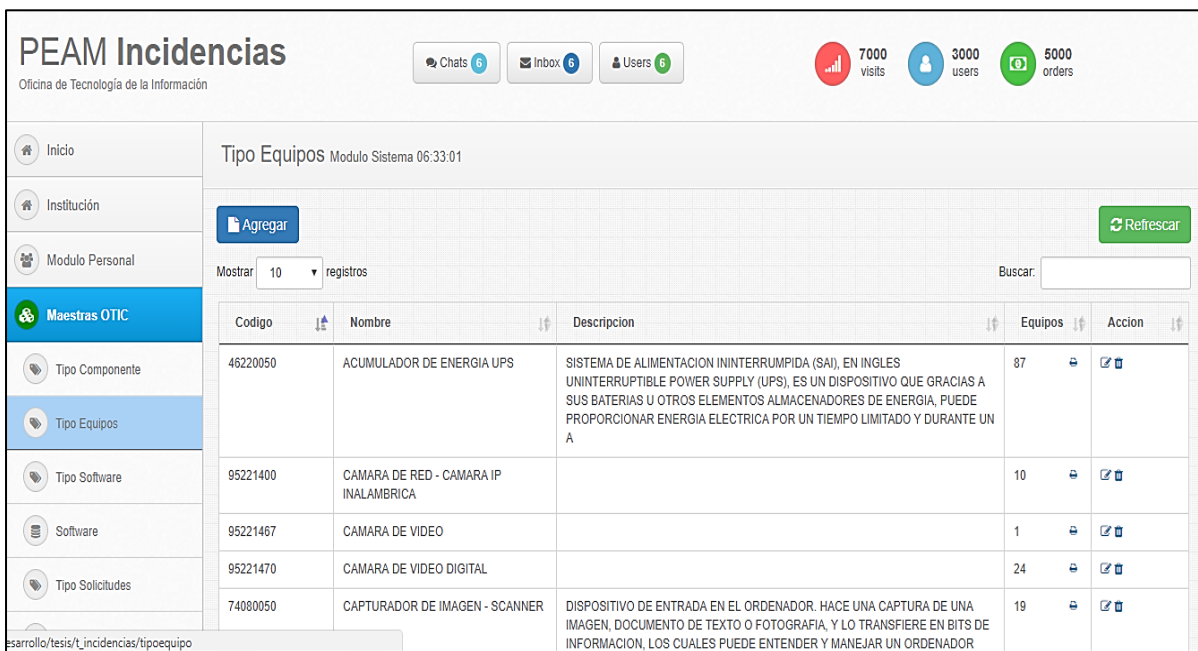 PEAM Incidencias
Oficina de Tecnología de la Información
Chats 6
Inbox 6
Users 6
7000 visits
3000 users
5000 orders
Inicio
Institución
Modulo Personal
Maestras OTIC
Tipo Componente
Tipo Equipos
Tipo Software
Software
Tipo Solicitudes
esarrollo/tesis/t_incidencias/tipoequipo
Tipo Equipos Modulo Sistema 06:33:01
Agregar
Refrescar
Mostrar 10 registros
Buscar:
Codigo Nombre Descripcion Equipos Accion
46220050 ACUMULADOR DE ENERGIA UPS SISTEMA DE ALIMENTACION ININTERRUMPIDA (SAI), EN INGLES 87
UNINTERRUPTIBLE POWER SUPPLY (UPS), ES UN DISPOSITIVO QUE GRACIAS A
SUS BATERIAS U OTROS ELEMENTOS ALMACENADORES DE ENERGIA, PUEDE
PROPORCIONAR ENERGIA ELECTRICA POR UN TIEMPO LIMITADO Y DURANTE UN
A
95221400 CAMARA DE RED - CAMARA IP 10
INALAMBRICA
95221467 CAMARA DE VIDEO 1
95221470 CAMARA DE VIDEO DIGITAL 24
74080050 CAPTURADOR DE IMAGEN - SCANNER DISPOSITIVO DE ENTRADA EN EL ORDENADOR. HACE UNA CAPTURA DE UNA 19
IMAGEN, DOCUMENTO DE TEXTO O FOTOGRAFIA, Y LO TRANSFIERE EN BITS DE
INFORMACION, LOS CUALES PUEDE ENTENDER Y MANEJAR UN ORDENADOR